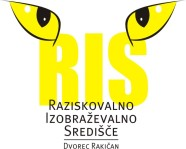 RIS
Raziskovalno
Izobraževalno
Središče
Dvorec Rakičan